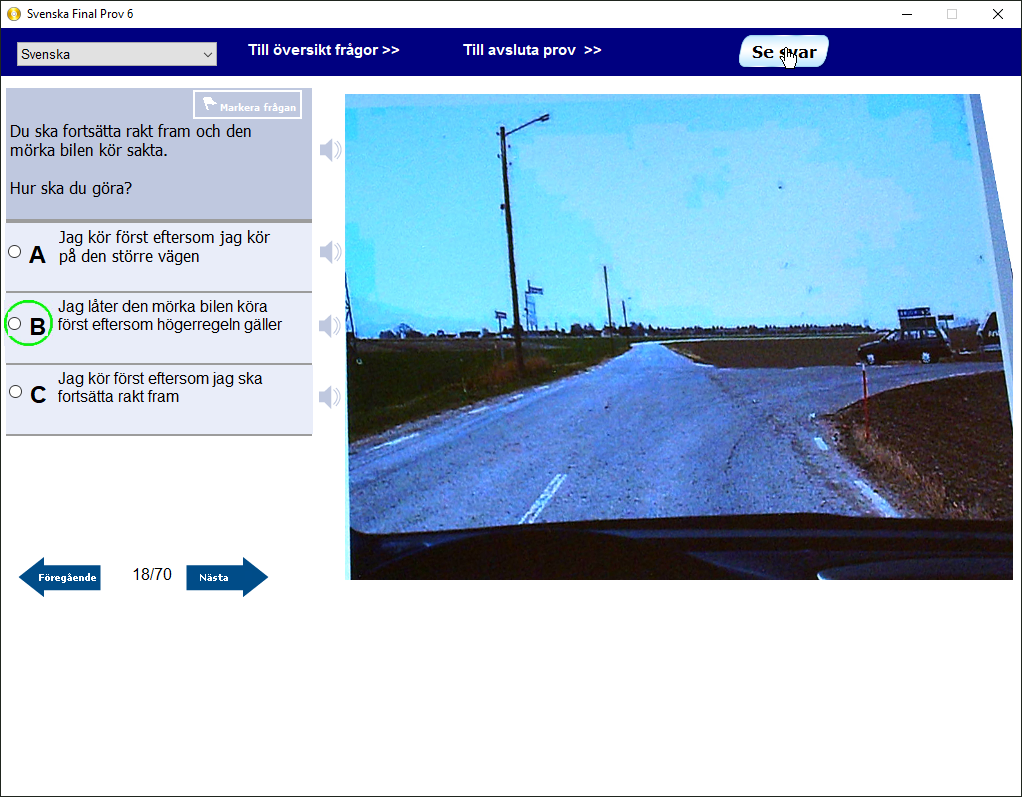 Svenska Final Prov 6
Svenska
Till översikt frågor >>
Till avsluta prov >>
Se svar
Markera frågan
Du ska fortsätta rakt fram och den
mörka bilen kör sakta.
Hur ska du göra?
A
Jag kör först eftersom jag kör
på den större vägen
B
Jag låter den mörka bilen köra
först eftersom högerregeln gäller
C
Jag kör först eftersom jag ska
fortsätta rakt fram
Föregående
18/70
Nästa